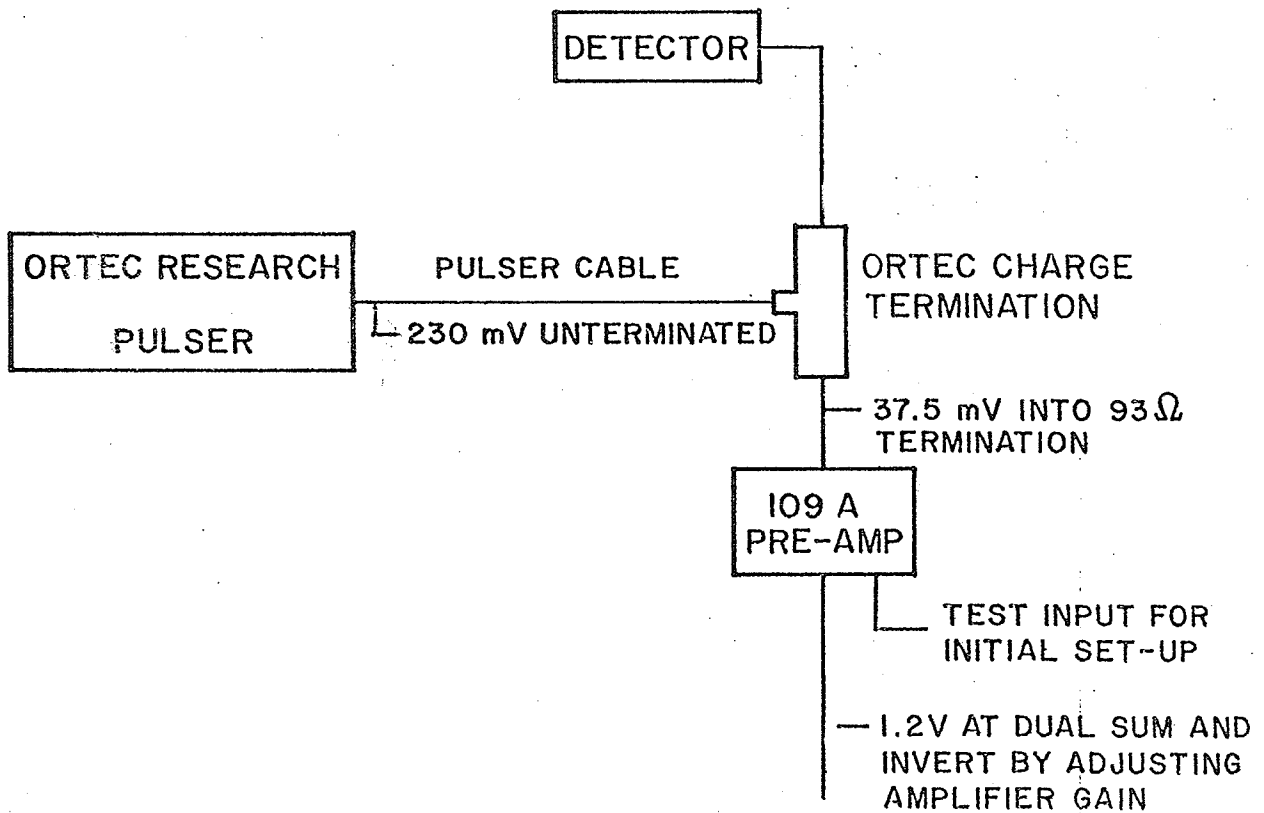 DETECTOR
ORTEC RESEARCH
PULSER
PULSER CABLE
230 mV UNTERMINATED
ORTEC CHARGE
TERMINATION
37.5 mV INTO 93Ω
TERMINATION
109 A
PRE-AMP
TEST INPUT FOR
INITIAL SET-UP
1.2V AT DUAL SUM AND
INVERT BY ADJUSTING
AMPLIFIER GAIN